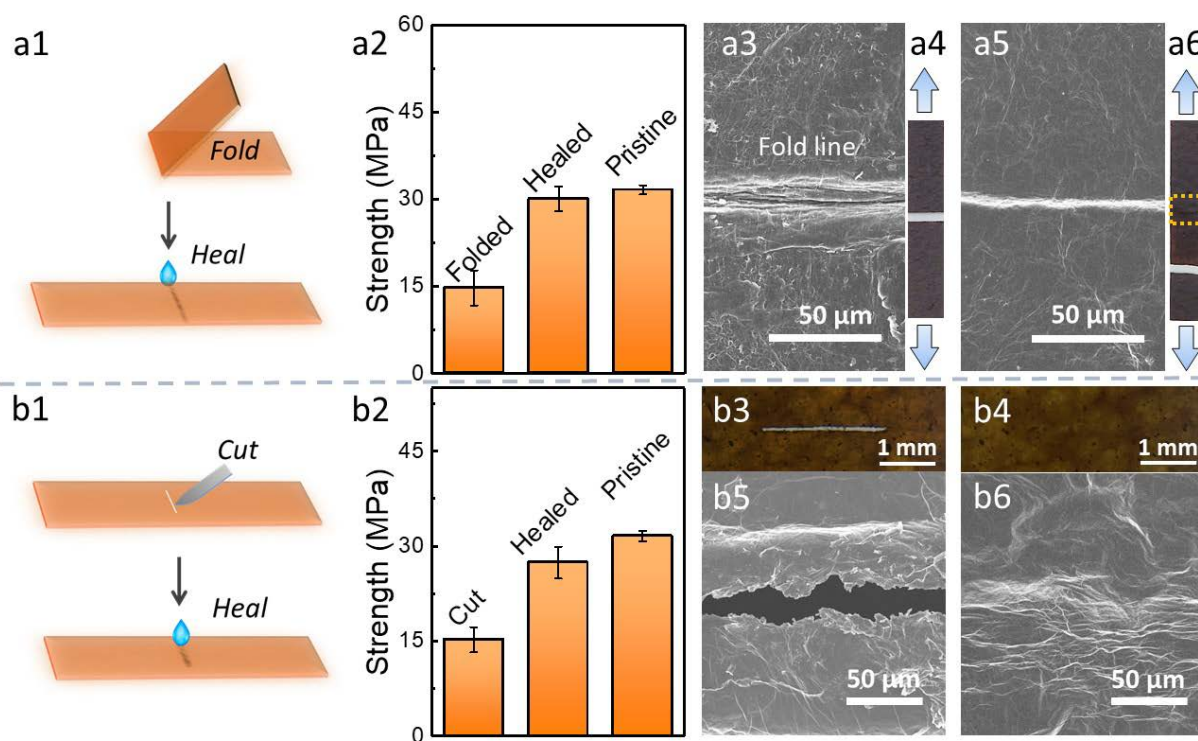 a1
Fold
Heal
a2
Strength (MPa)
60
45
30
15
0
Folded
Healed
Pristine
a3
Fold line
50 µm
a4
a5
50 µm
a6
b1
Cut
Heal
b2
Strength (MPa)
45
30
15
0
Cut
Healed
Pristine
b3
1 mm
b4
1 mm
b5
50 µm
b6
50 µm